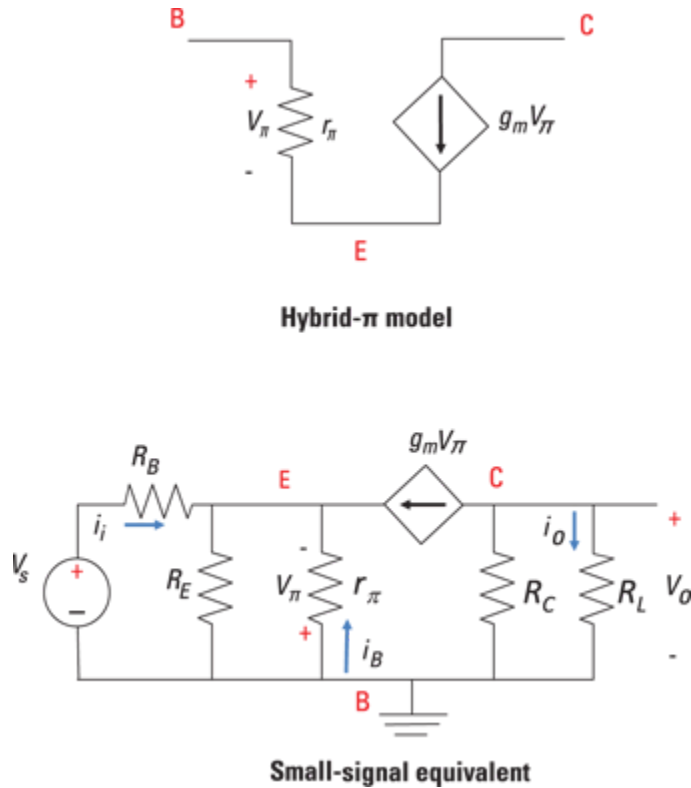 B
C
+
Vπ
rπ
-
gmVπ
E
Hybrid-π model
gmVπ
RB
E
C
ii
iO
+
Vs
+
−
RE
-
Vπ
rπ
+
iB
RC
RL
VO
-
B
Small-signal equivalent